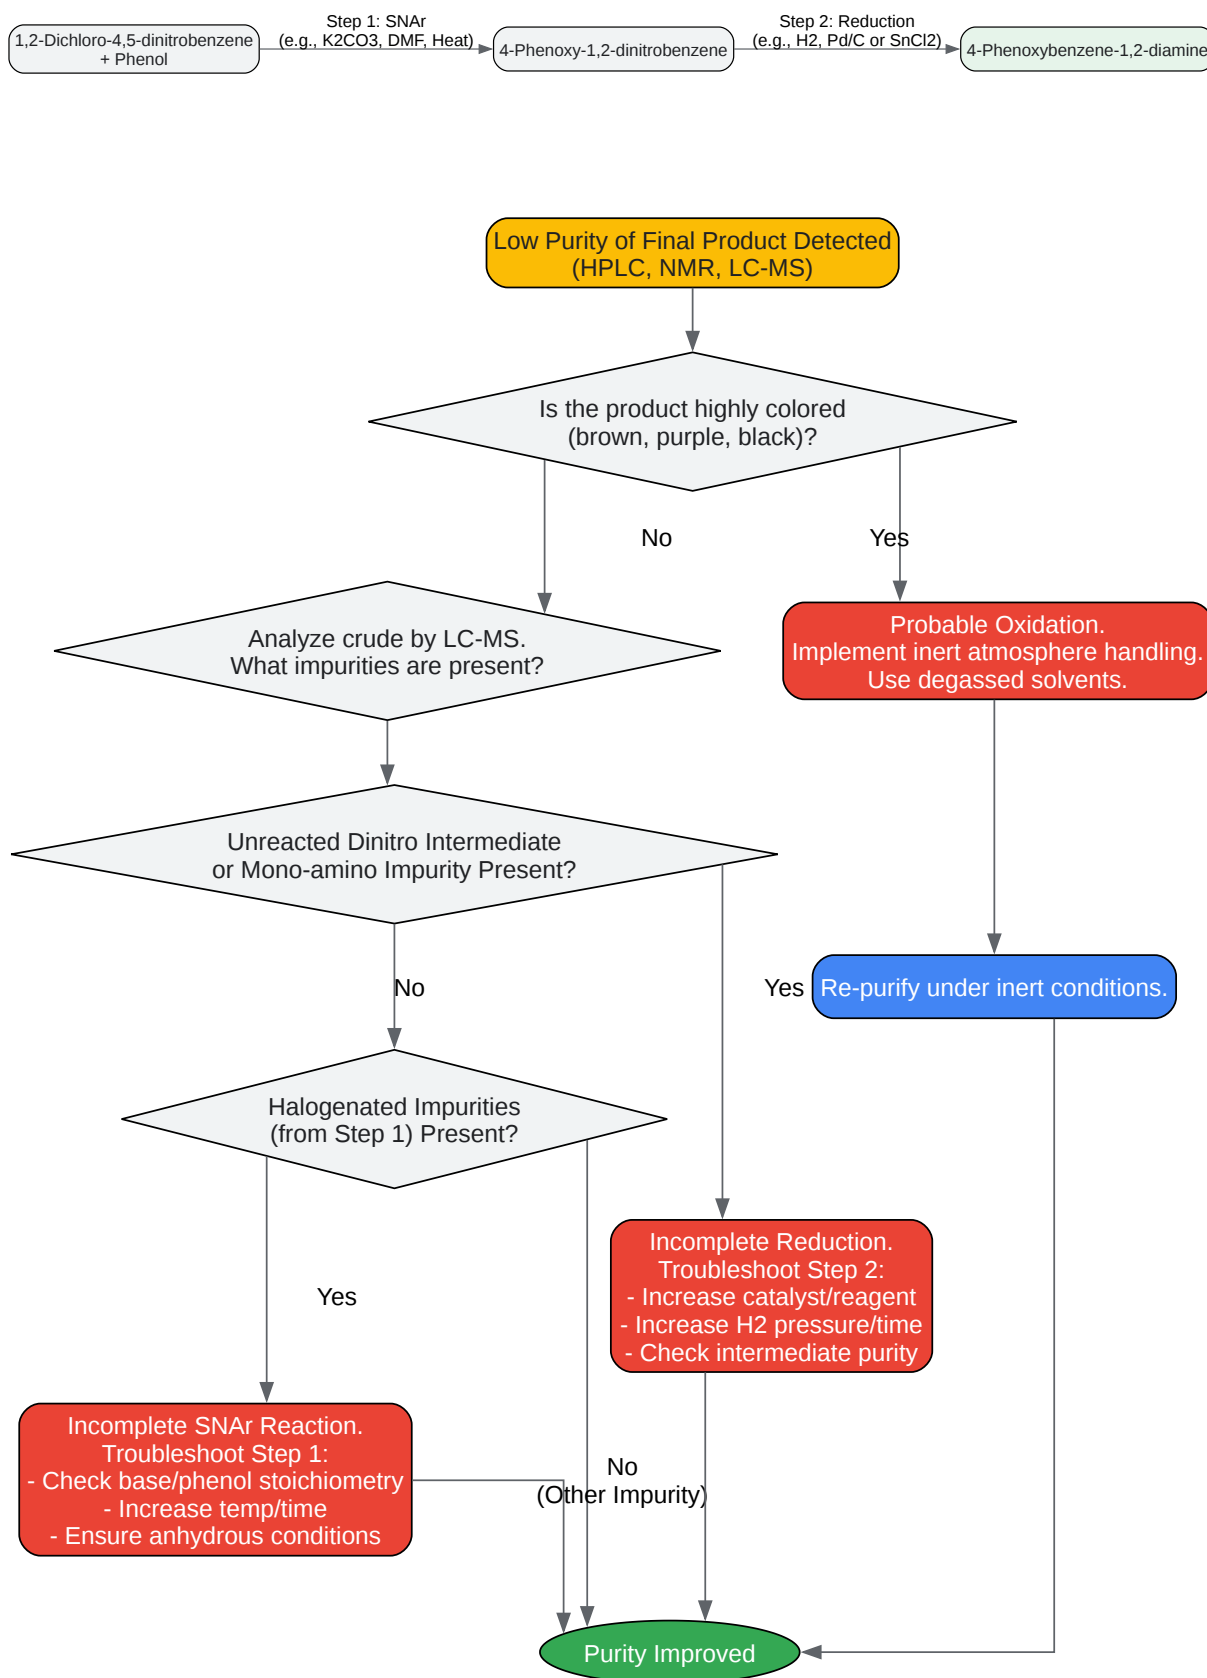 1,2-Dichloro-4,5-dinitrobenzene
+ Phenol
Step 1: SNAr
(e.g., K2CO3, DMF, Heat)
4-Phenoxy-1,2-dinitrobenzene
Step 2: Reduction
(e.g., H2, Pd/C or SnCl2)
4-Phenoxybenzene-1,2-diamine
Low Purity of Final Product Detected
(HPLC, NMR, LC-MS)
Is the product highly colored
(brown, purple, black)?
No
Yes
Analyze crude by LC-MS.
What impurities are present?
Probable Oxidation.
Implement inert atmosphere handling.
Use degassed solvents.
Unreacted Dinitro Intermediate
or Mono-amino Impurity Present?
No
Yes
Re-purify under inert conditions.
Halogenated Impurities
(from Step 1) Present?
Yes
Incomplete Reduction.
Troubleshoot Step 2:
- Increase catalyst/reagent
- Increase H2 pressure/time
- Check intermediate purity
Incomplete SNAr Reaction.
Troubleshoot Step 1:
- Check base/phenol stoichiometry
- Increase temp/time
- Ensure anhydrous conditions
No
(Other Impurity)
Purity Improved